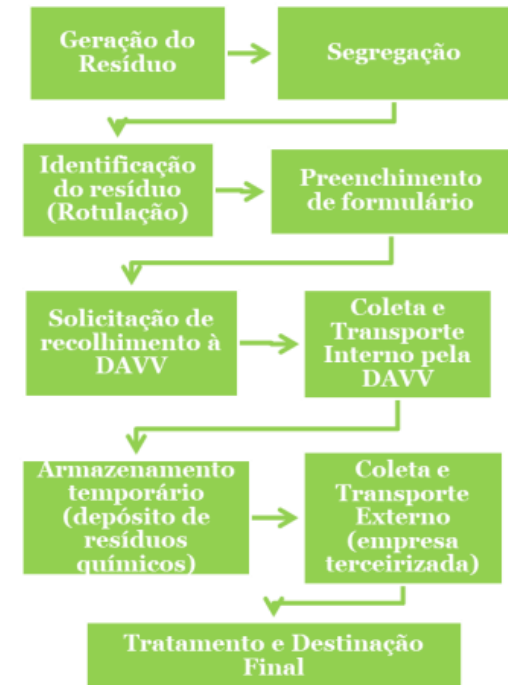 Geração do
Resíduo
Segregação
Identificação
do resíduo
(Rotulação)
Preenchimento
de formulário
Solicitação de
recolhimento à
DAVV
Coleta e
Transporte
Interno pela
DAVV
Armazenamento
temporário
(depósito de
resíduos
químicos)
Coleta e
Transporte
Externo
(empresa
terceirizada)
Tratamento e Destinação
Final